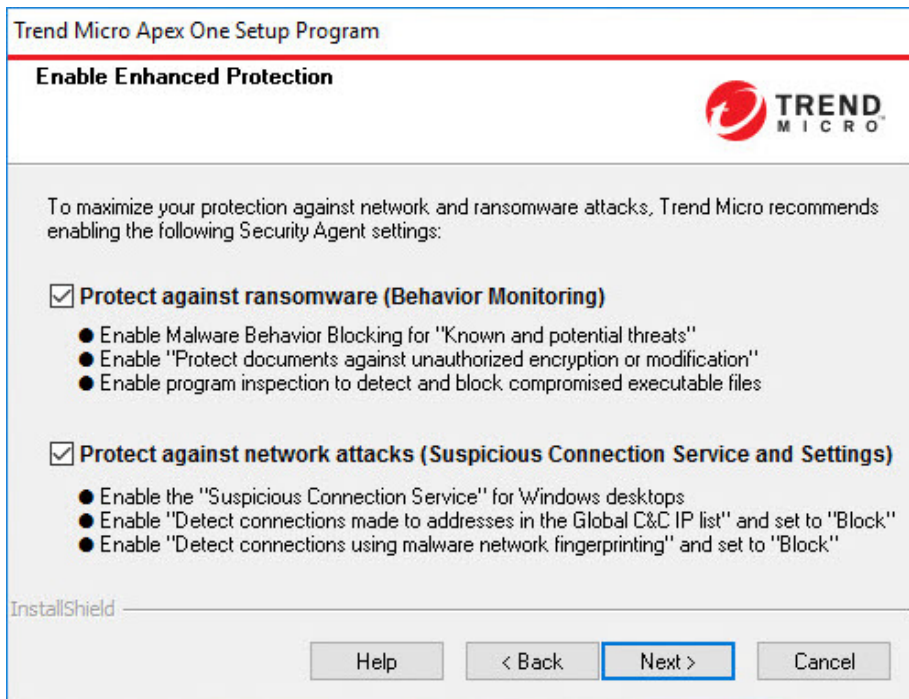 Trend Micro Apex One Setup Program
Enable Enhanced Protection
TREND
MICRO™
To maximize your protection against network and ransomware attacks, Trend Micro recommends
enabling the following Security Agent settings:
Protect against ransomware (Behavior Monitoring)
● Enable Malware Behavior Blocking for "Known and potential threats"
● Enable "Protect documents against unauthorized encryption or modification"
● Enable program inspection to detect and block compromised executable files
Protect against network attacks (Suspicious Connection Service and Settings)
● Enable the "Suspicious Connection Service" for Windows desktops
● Enable "Detect connections made to addresses in the Global C&C IP list" and set to "Block"
● Enable "Detect connections using malware network fingerprinting" and set to "Block"
InstallShield
Help
< Back
Next >
Cancel